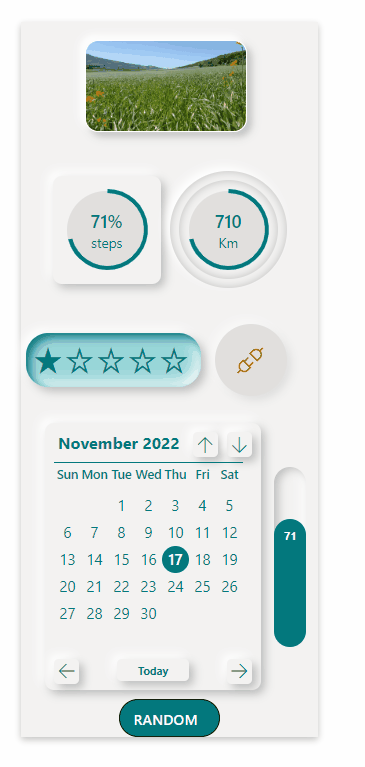 71%
steps
710
Km
November 2022
Sun Mon Tue Wed Thu Fri Sat
1 2 3 4 5
6 7 8 9 10 11 12
13 14 15 16 17 18 19
20 21 22 23 24 25 26
27 28 29 30
71
Today
RANDOM